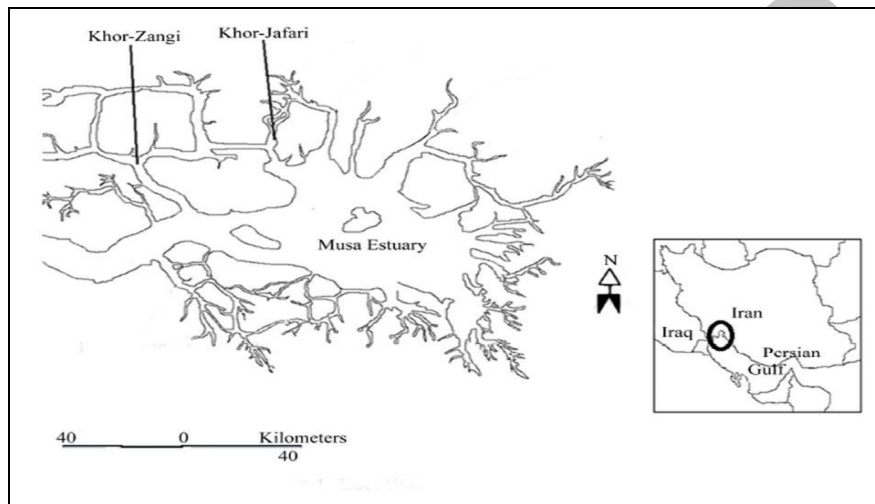 Khor-Zangi
Khor-Jafari
Musa Estuary
N
Iran
Iraq
Persian
Gulf
40
0
Kilometers
40